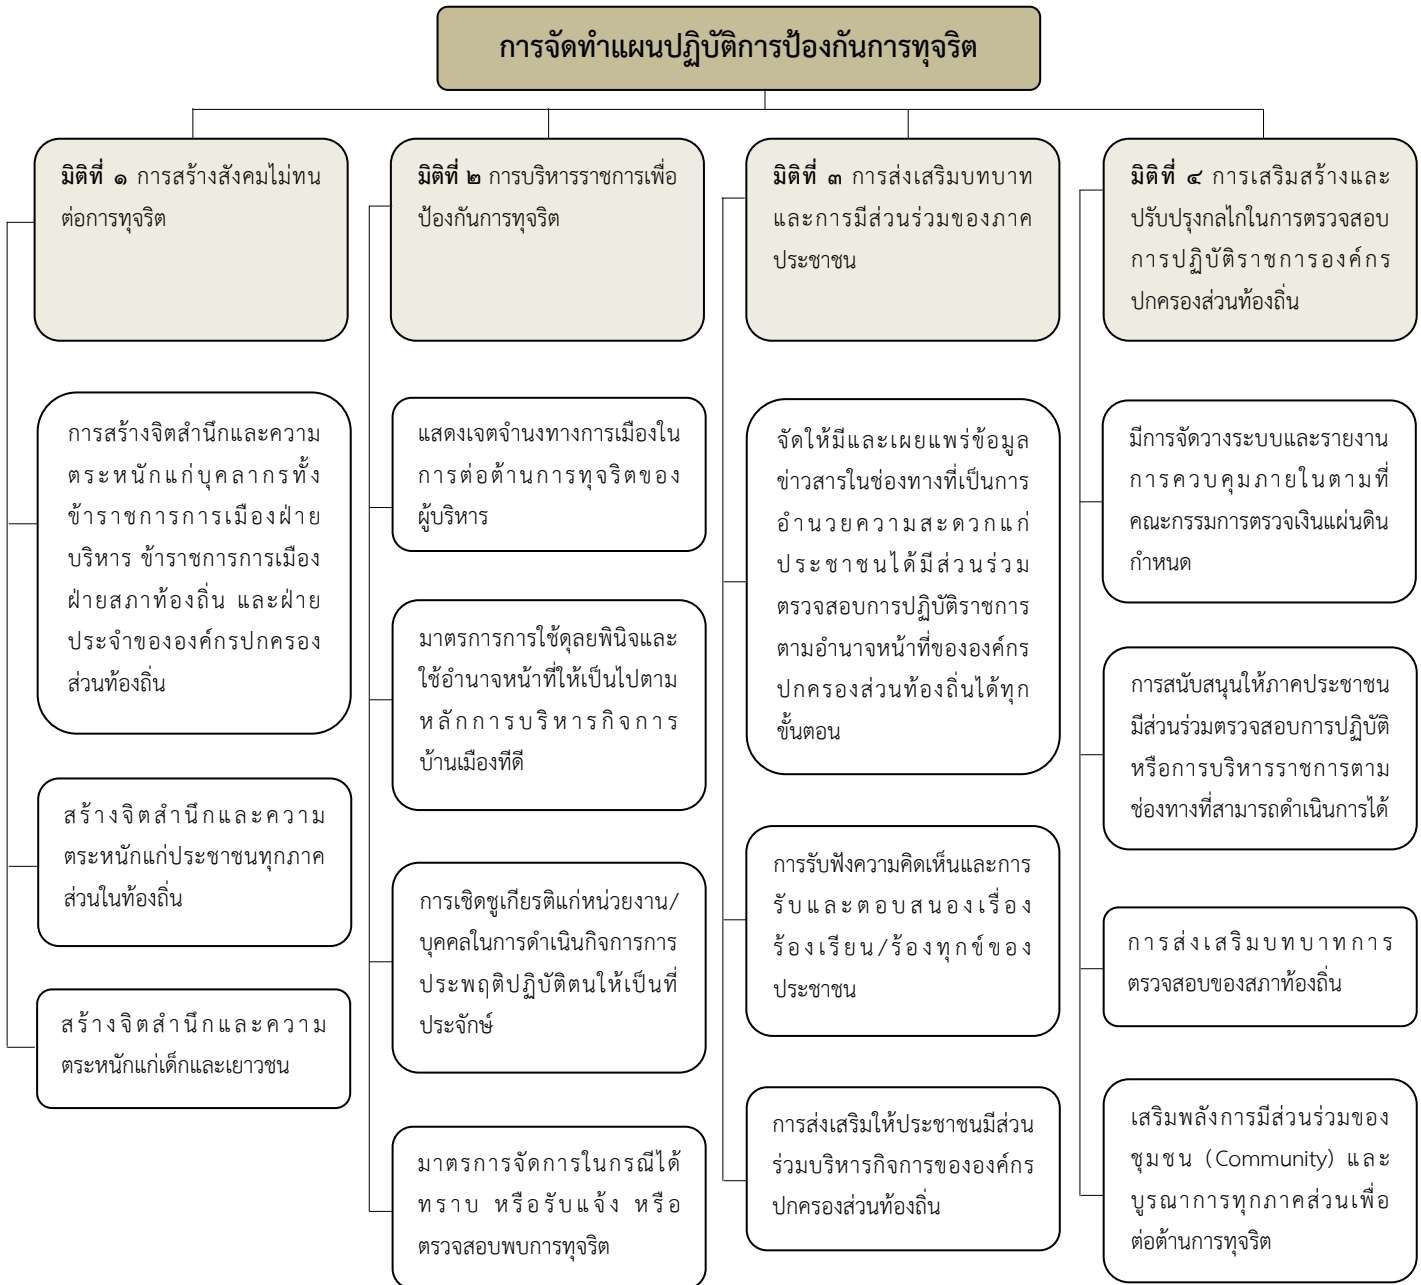 การจัดทำแผนปฏิบัติการป้องกันการทุจริต
มิติที่ ๑ การสร้างสังคมไม่ทน
ต่อการทุจริต
การสร้างจิตสำนึกและความ
ตระหนักแก่บุคลากรทั้ง
ข้าราชการการเมืองฝ่าย
บริหาร ข้าราชการการเมือง
ฝ่ายสภาท้องถิ่น และฝ่าย
ประจำขององค์กรปกครอง
ส่วนท้องถิ่น
สร้างจิตสำนึกและความ
ตระหนักแก่ประชาชนทุกภาค
ส่วนในท้องถิ่น
สร้างจิตสำนึกและความ
ตระหนักแก่เด็กและเยาวชน
มิติที่ ๒ การบริหารราชการเพื่อ
ป้องกันการทุจริต
แสดงเจตจำนงทางการเมืองใน
การต่อต้านการทุจริตของ
ผู้บริหาร
มาตรการการใช้ดุลยพินิจและ
ใช้อำนาจหน้าที่ให้เป็นไปตาม
หลักการบริหารกิจการ
บ้านเมืองทีดี
การเชิดชูเกียรติแก่หน่วยงาน/
บุคคลในการดำเนินกิจการการ
ประพฤติปฏิบัติตนให้เป็นที่
ประจักษ์
มาตรการจัดการในกรณีได้
ทราบ หรือรับแจ้ง หรือ
ตรวจสอบพบการทุจริต
มิติที่ ๓ การส่งเสริมบทบาท
และการมีส่วนร่วมของภาค
ประชาชน
จัดให้มีและเผยแพร่ข้อมูล
ข่าวสารในช่องทางที่เป็นการ
อำนวยความสะดวกแก่
ประชาชนได้มีส่วนร่วม
ตรวจสอบการปฏิบัติราชการ
ตามอำนาจหน้าที่ขององค์กร
ปกครองส่วนท้องถิ่นได้ทุก
ขั้นตอน
การรับฟังความคิดเห็นและการ
รับและตอบสนองเรื่อง
ร้องเรียน/ร้องทุกข์ของ
ประชาชน
การส่งเสริมให้ประชาชนมีส่วน
ร่วมบริหารกิจการขององค์กร
ปกครองส่วนท้องถิ่น
มิติที่ ๔ การเสริมสร้างและ
ปรับปรุงกลไกในการตรวจสอบ
การปฏิบัติราชการองค์กร
ปกครองส่วนท้องถิ่น
มีการจัดวางระบบและรายงาน
การควบคุมภายในตามที่
คณะกรรมการตรวจเงินแผ่นดิน
กำหนด
การสนับสนุนให้ภาคประชาชน
มีส่วนร่วมตรวจสอบการปฏิบัติ
หรือการบริหารราชการตาม
ช่องทางที่สามารถดำเนินการได้
การส่งเสริมบทบาทการ
ตรวจสอบของสภาท้องถิ่น
เสริมพลังการมีส่วนร่วมของ
ชุมชน (Community) และ
บูรณาการทุกภาคส่วนเพื่อ
ต่อต้านการทุจริต